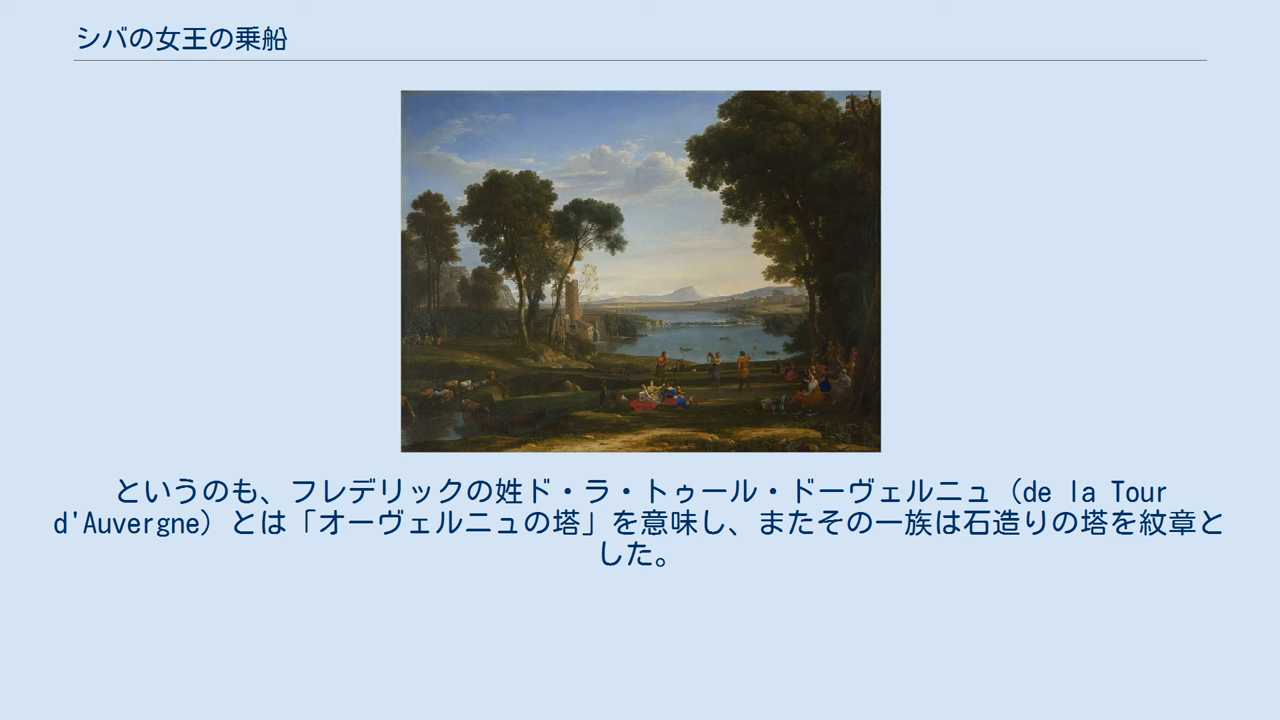 シバの女王の乗船
というのも、フレデリックの姓ド・ラ・トゥール・ドーヴェルニュ（de la Tour
d'Auvergne）とは「オーヴェルニュの塔」を意味し、またその一族は石造りの塔を紋章と
した。